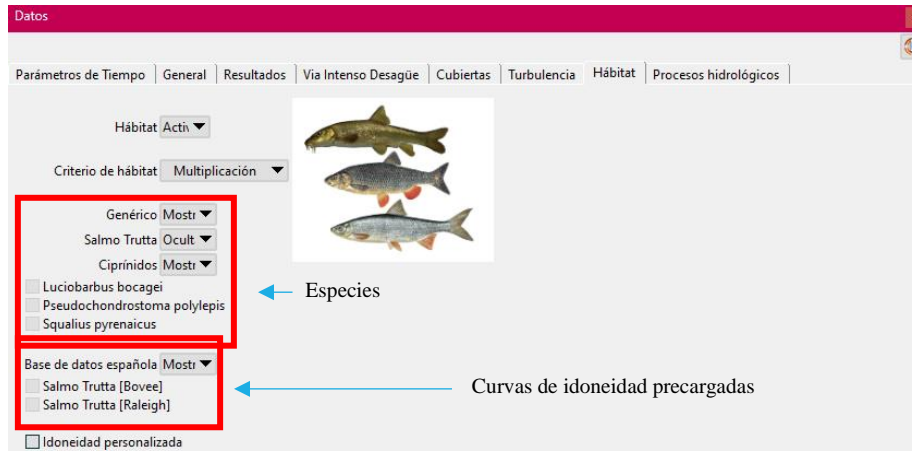 Datos
Parámetros de Tiempo General Resultados Via Intenso Desagüe Cubiertas Turbulencia Hábitat Procesos hidrológicos
Hábitat Activ
Criterio de hábitat Multiplicación
Genérico Mostr
Salmo Trutta Ocult
Ciprínidos Mostr
Luciobarbus bocagei
Pseudochondrostoma polylepis
Squalius pyrenaicus
Especies
Base de datos española Mostr
Salmo Trutta [Bovee]
Salmo Trutta [Raleigh]
Curvas de idoneidad precargadas
Idoneidad personalizada